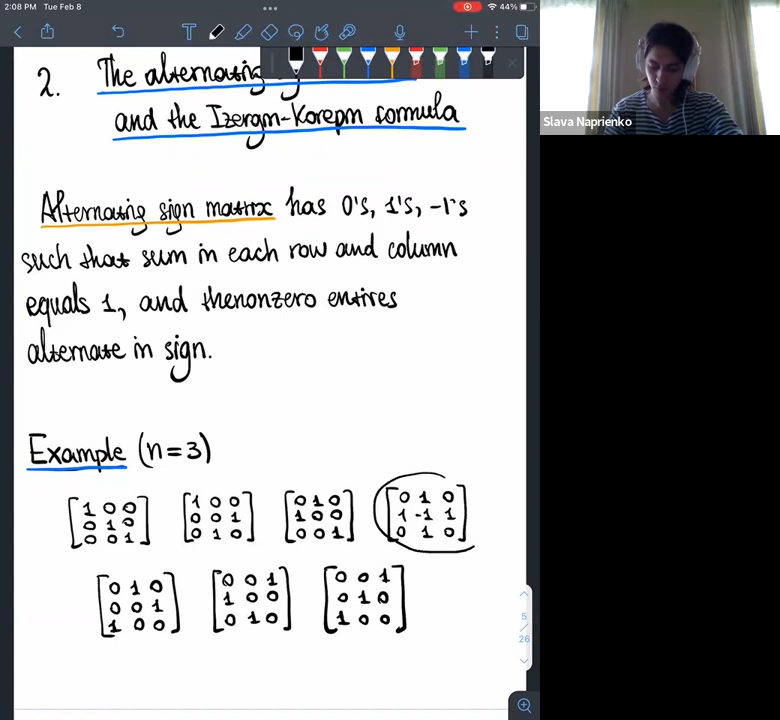 2:08 PM Tue Feb 8
44%
2. The alternating
and the Izergin-Korepin formula
Alternating sign matrix has 0's, 1's, -1's
such that sum in each row and column
equals 1, and thenonzero entires
alternate in sign.
Example (n=3)
[1 0 0 [1 0 0 [0 1 0 [0 1 0
0 1 0 0 0 1 1 0 0 1 -1 1
0 0 1] 0 1 0] 0 0 1] 0 1 0]
[0 1 0 [0 0 1 [0 0 1
0 0 1 1 0 0 0 1 0
1 0 0] 0 1 0] 1 0 0]
5
/
26
Slava Naprienko